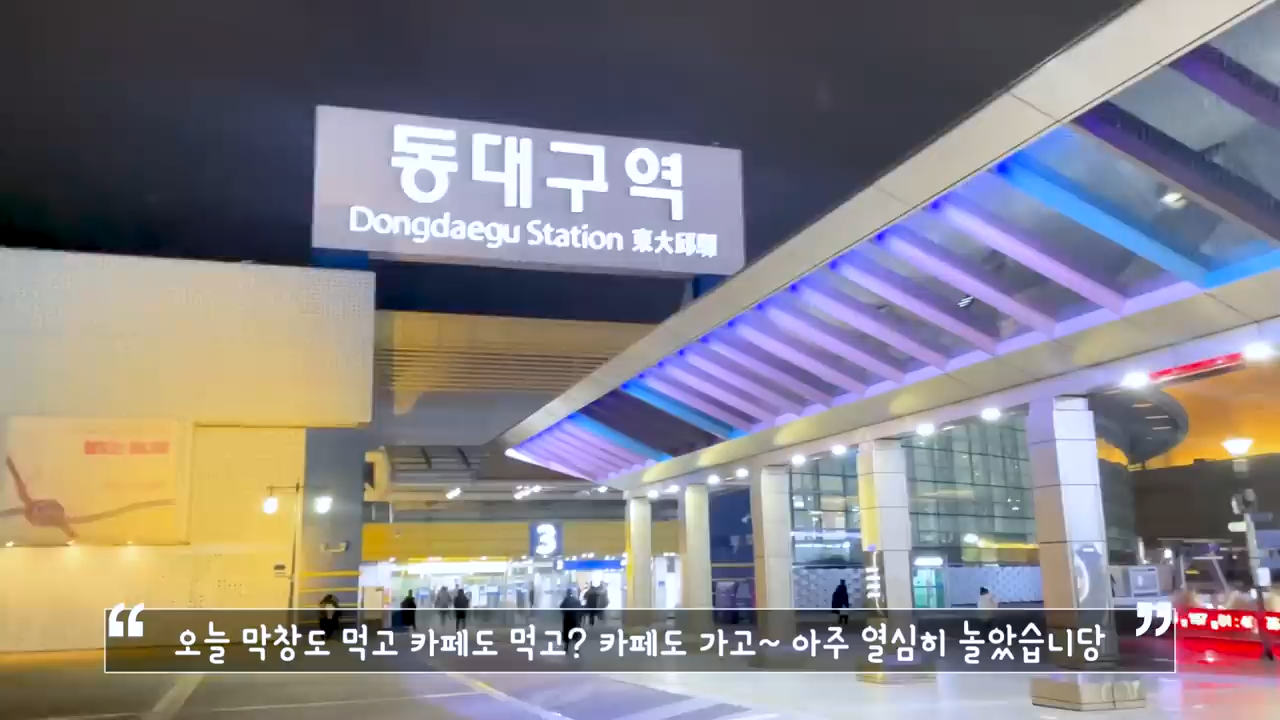 동대구역
Dongdaegu Station 東大邱驛
3
“오늘 막창도 먹고 카페도 먹고? 카페도 가고~ 아주 열심히 놀았습니당”